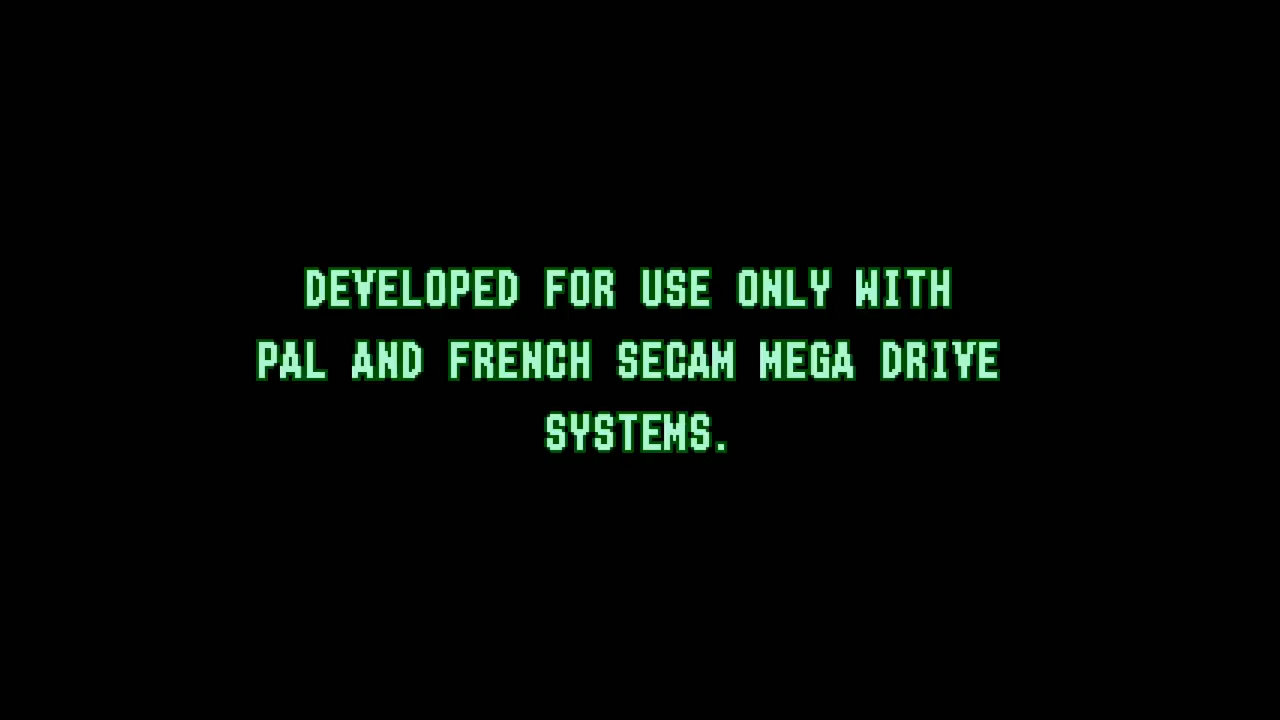 DEVELOPED FOR USE ONLY WITH
PAL AND FRENCH SECAM MEGA DRIVE
SYSTEMS.